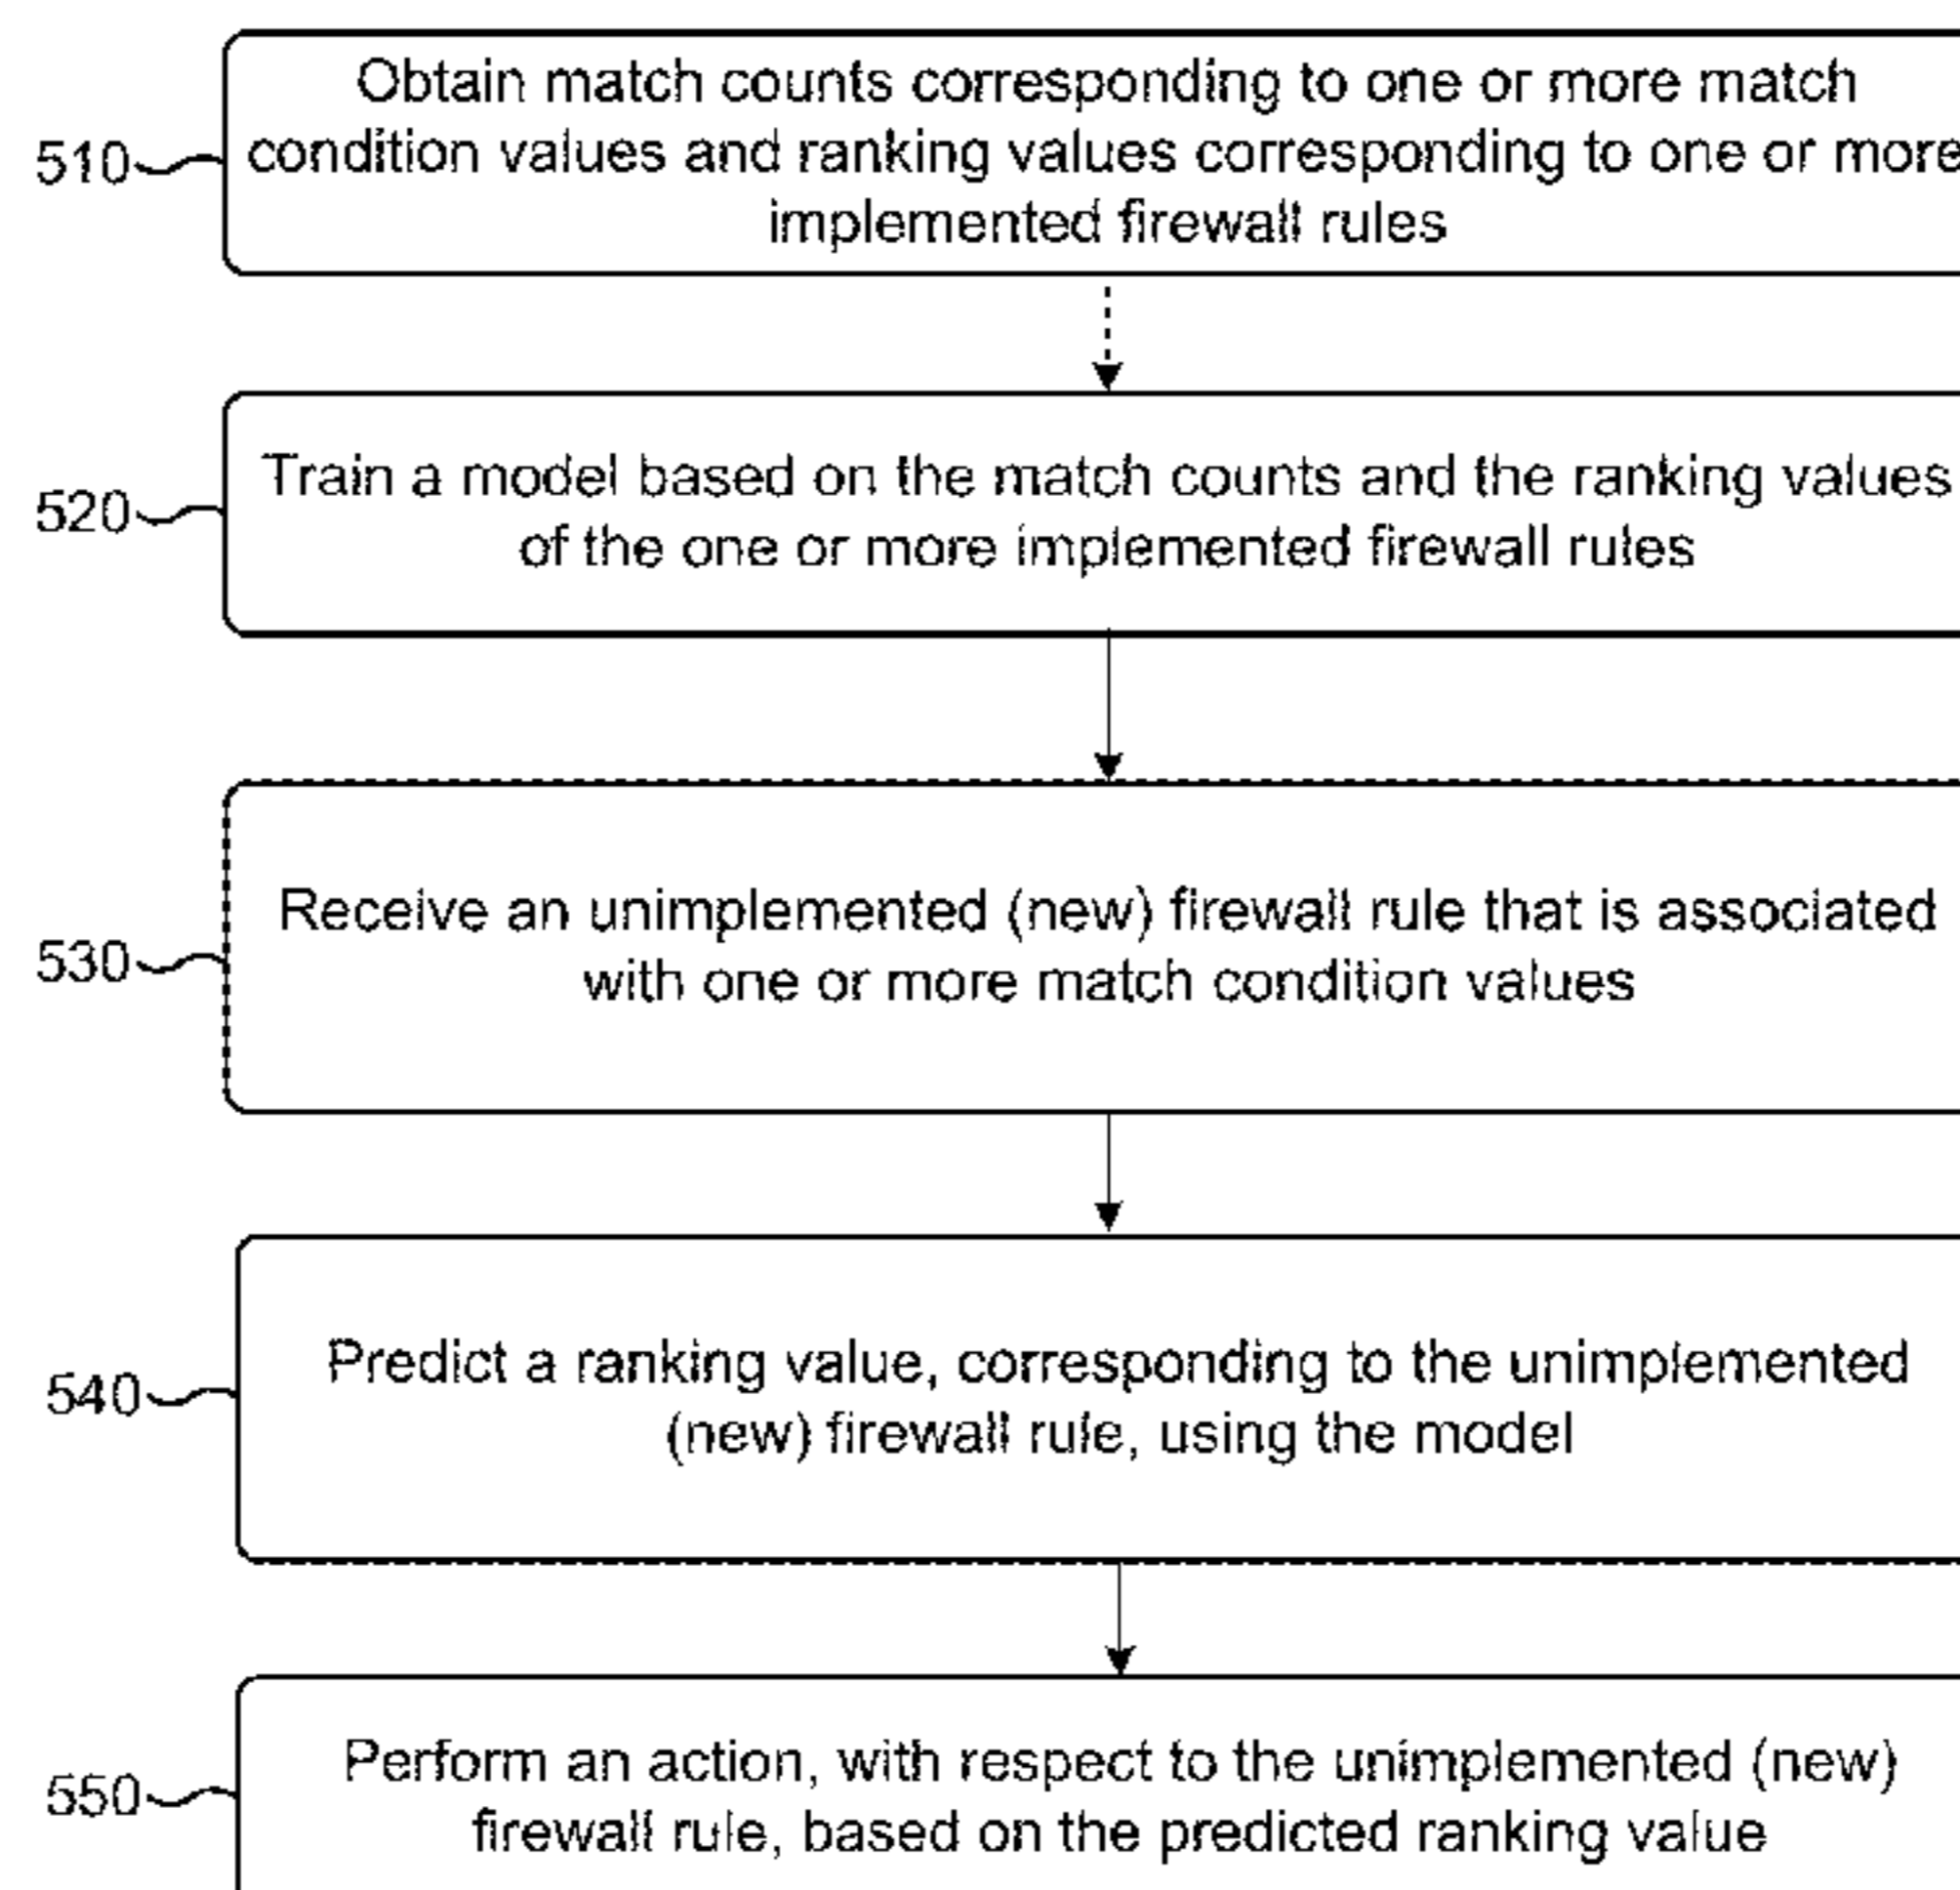 Obtain match counts corresponding to one or more match
510
condition values and ranking values corresponding to one or more
implemented firewall rules
Train a model based on the match counts and the ranking values
520
of the one or more implemented firewall rules
Receive an unimplemented (new) firewall rule that is associated
530
with one or more match condition values
Predict a ranking value, corresponding to the unimplemented
540
(new) firewall rule, using the model
Perform an action, with respect to the unimplemented (new)
550
firewall rule, based on the predicted ranking value